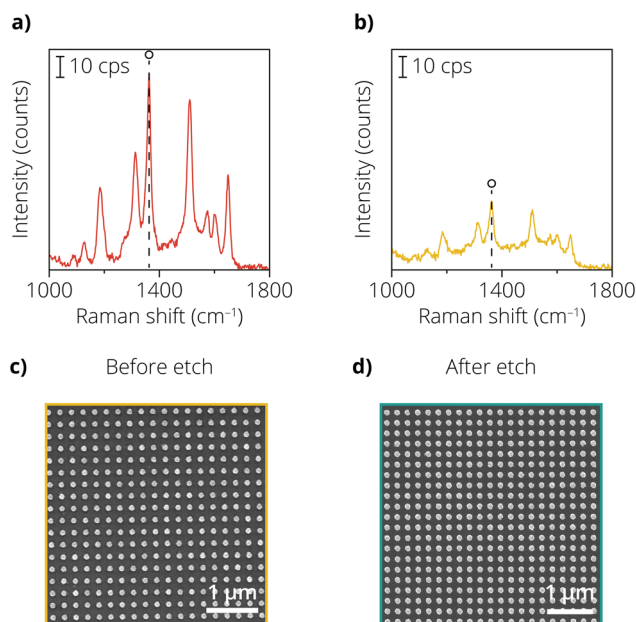 a)
10 cps
Intensity (counts)
1000
1400
1800
Raman shift (cm⁻¹)
b)
10 cps
Intensity (counts)
1000
1400
1800
Raman shift (cm⁻¹)
c)
Before etch
1 μm
d)
After etch
1 μm